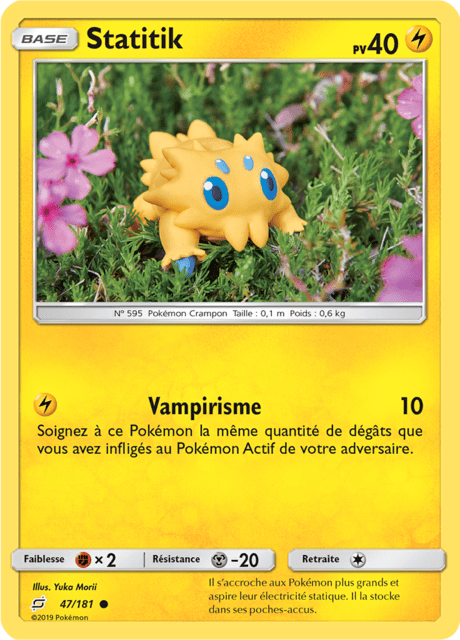 BASE Statitik PV40
N° 595 Pokémon Crampon Taille : 0,1 m Poids : 0,6 kg
Vampirisme 10
Soignez à ce Pokémon la même quantité de dégâts que
vous avez infligés au Pokémon Actif de votre adversaire.
Faiblesse ×2 Résistance -20 Retraite
Illus. Yuka Morii
47/181
©2019 Pokémon
Il s'accroche aux Pokémon plus grands et
aspire leur électricité statique. Il la stocke
dans ses poches-accus.